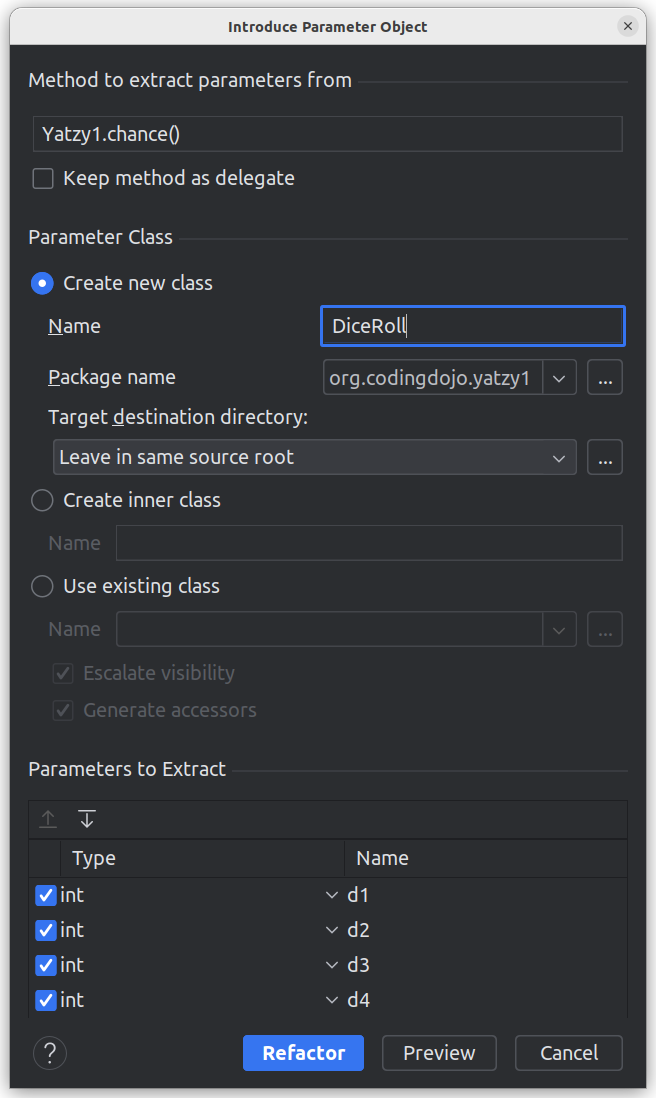 Introduce Parameter Object
Method to extract parameters from
Yatzy1.chance()
Keep method as delegate
Parameter Class
Create new class
Name DiceRoll
Package name org.codingdojo.yatzy1 ...
Target destination directory:
Leave in same source root ...
Create inner class
Name
Use existing class
Name ...
Escalate visibility
Generate accessors
Parameters to Extract
Type Name
int d1
int d2
int d3
int d4
? Refactor Preview Cancel